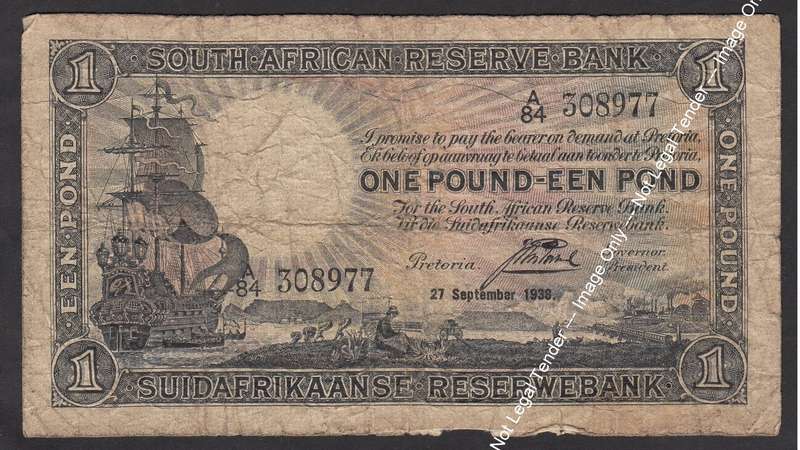 1 SOUTH·AFRICAN·RESERVE·BANK 1
A/84 308977
I promise to pay the bearer on demand at Pretoria,
Ek beloof op aanvraag te betaal aan toonder te Pretoria,
ONE POUND-EEN POND
For the South African Reserve Bank.
Vir die Suidafrikaanse Reserwebank.
Pretoria. Governor.
President.
27 September 1938.
A/84 308977
EEN·POND
ONE·POUND
1 SUIDAFRIKAANSE·RESERWEBANK 1
Not Legal Tender – Image Only – Not Legal Tender – Image Only